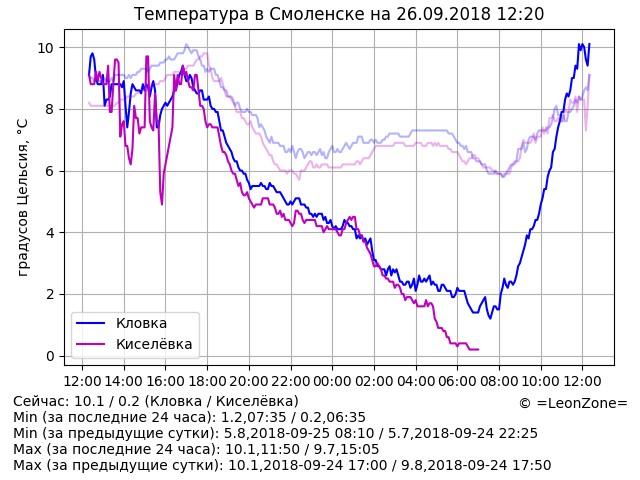 Температура в Смоленске на 26.09.2018 12:20
градусов Цельсия, °C
10
8
6
4
2
0
Кловка
Киселёвка
12:00 14:00 16:00 18:00 20:00 22:00 00:00 02:00 04:00 06:00 08:00 10:00 12:00
Сейчас: 10.1 / 0.2 (Кловка / Киселёвка)
© =LeonZone=
Min (за последние 24 часа): 1.2,07:35 / 0.2,06:35
Min (за предыдущие сутки): 5.8,2018-09-25 08:10 / 5.7,2018-09-24 22:25
Max (за последние 24 часа): 10.1,11:50 / 9.7,15:05
Max (за предыдущие сутки): 10.1,2018-09-24 17:00 / 9.8,2018-09-24 17:50